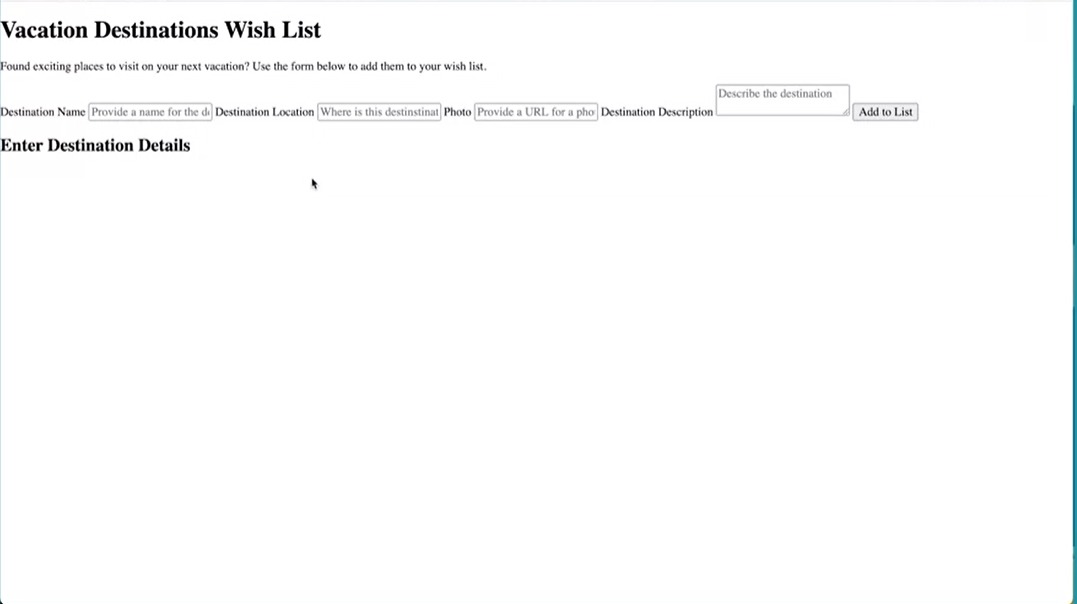 Vacation Destinations Wish List
Found exciting places to visit on your next vacation? Use the form below to add them to your wish list.
Destination Name Provide a name for the d Destination Location Where is this destinstinat Photo Provide a URL for a pho Destination Description Describe the destination Add to List
Enter Destination Details